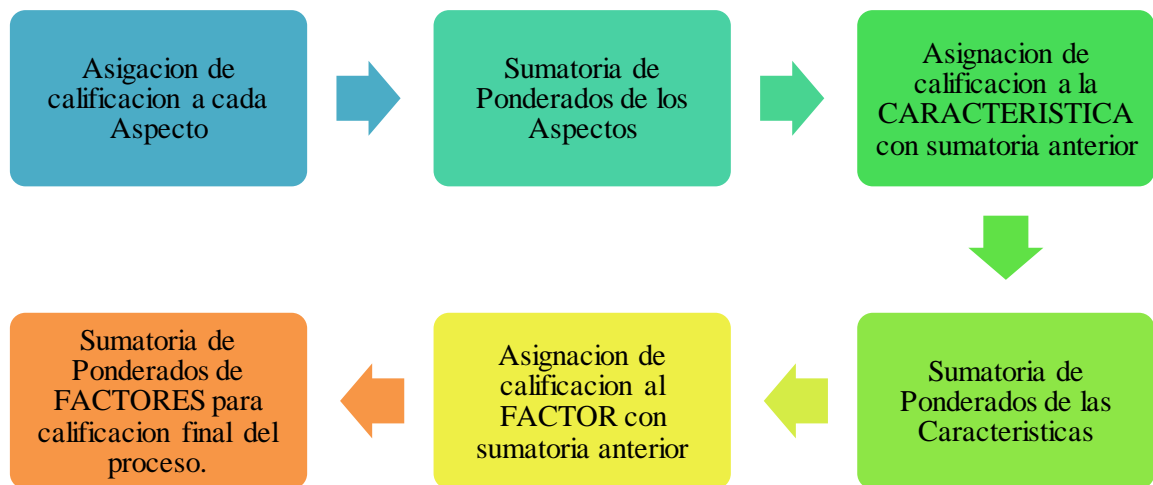 Asigacion de
calificacion a cada
Aspecto
Sumatoria de
Ponderados de los
Aspectos
Asignacion de
calificacion a la
CARACTERISTICA
con sumatoria anterior
Sumatoria de
Ponderados de las
Caracteristicas
Asignacion de
calificacion al
FACTOR con
sumatoria anterior
Sumatoria de
Ponderados de
FACTORES para
calificacion final del
proceso.